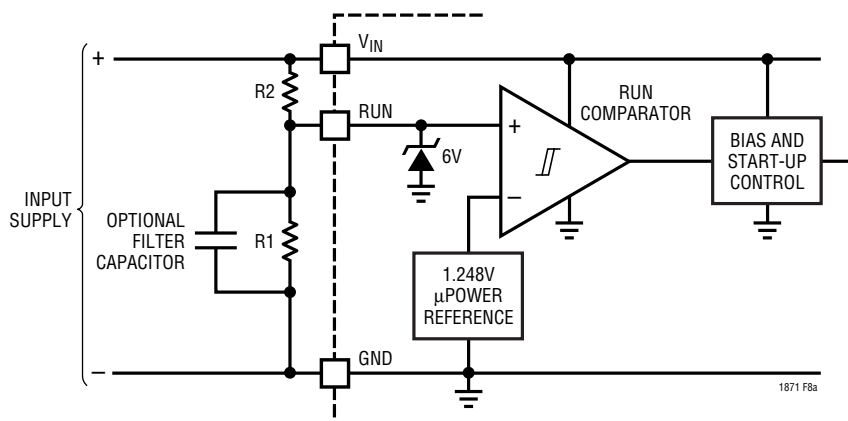 VIN
+
R2
RUN
RUN
COMPARATOR
+
6V
BIAS AND
START-UP
CONTROL
INPUT
SUPPLY
OPTIONAL
FILTER
CAPACITOR
R1
–
1.248V
µPOWER
REFERENCE
GND
–
1871 F8a